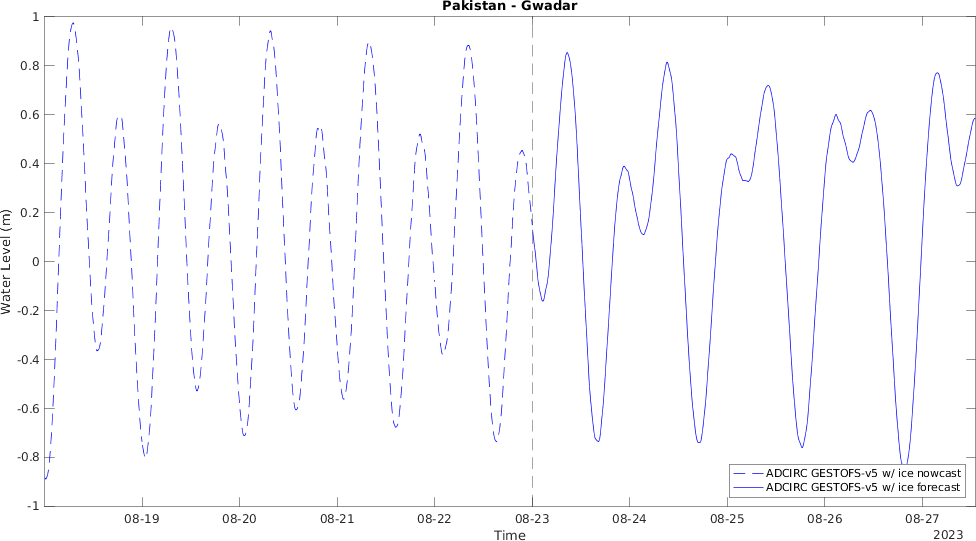 Pakistan - Gwadar
Water Level (m)
1
0.8
0.6
0.4
0.2
0
-0.2
-0.4
-0.6
-0.8
-1
ADCIRC GESTOFS-v5 w/ ice nowcast
ADCIRC GESTOFS-v5 w/ ice forecast
08-19 08-20 08-21 08-22 08-23 08-24 08-25 08-26 08-27
Time
2023